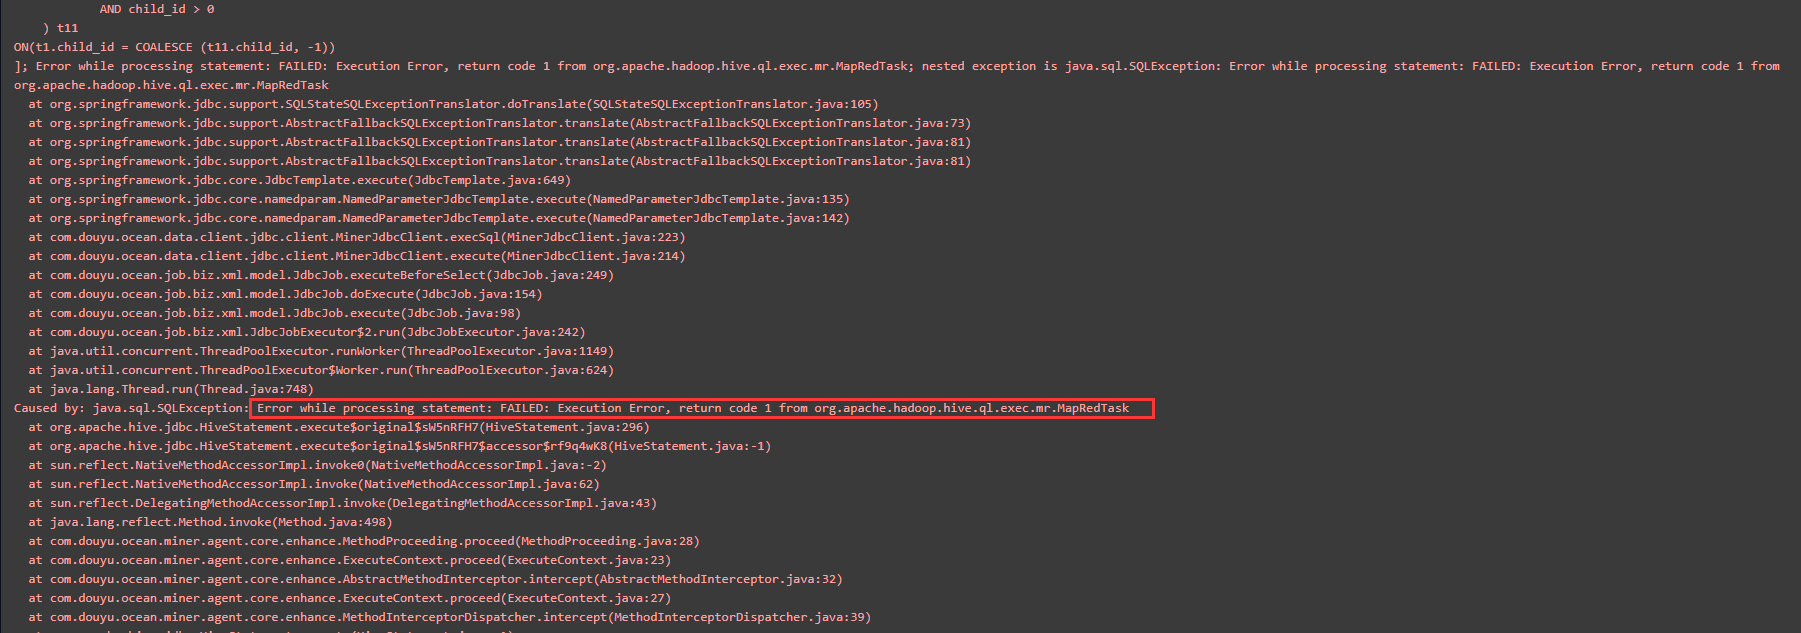 AND child_id > 0
) t11
ON(t1.child_id = COALESCE (t11.child_id, -1))
]; Error while processing statement: FAILED: Execution Error, return code 1 from org.apache.hadoop.hive.ql.exec.mr.MapRedTask; nested exception is java.sql.SQLException: Error while processing statement: FAILED: Execution Error, return code 1 from
org.apache.hadoop.hive.ql.exec.mr.MapRedTask
at org.springframework.jdbc.support.SQLStateSQLExceptionTranslator.doTranslate(SQLStateSQLExceptionTranslator.java:105)
at org.springframework.jdbc.support.AbstractFallbackSQLExceptionTranslator.translate(AbstractFallbackSQLExceptionTranslator.java:73)
at org.springframework.jdbc.support.AbstractFallbackSQLExceptionTranslator.translate(AbstractFallbackSQLExceptionTranslator.java:81)
at org.springframework.jdbc.support.AbstractFallbackSQLExceptionTranslator.translate(AbstractFallbackSQLExceptionTranslator.java:81)
at org.springframework.jdbc.core.JdbcTemplate.execute(JdbcTemplate.java:649)
at org.springframework.jdbc.core.namedparam.NamedParameterJdbcTemplate.execute(NamedParameterJdbcTemplate.java:135)
at org.springframework.jdbc.core.namedparam.NamedParameterJdbcTemplate.execute(NamedParameterJdbcTemplate.java:142)
at com.douyu.ocean.data.client.jdbc.client.MinerJdbcClient.execSql(MinerJdbcClient.java:223)
at com.douyu.ocean.data.client.jdbc.client.MinerJdbcClient.execute(MinerJdbcClient.java:214)
at com.douyu.ocean.job.biz.xml.model.JdbcJob.executeBeforeSelect(JdbcJob.java:249)
at com.douyu.ocean.job.biz.xml.model.JdbcJob.doExecute(JdbcJob.java:154)
at com.douyu.ocean.job.biz.xml.model.JdbcJob.execute(JdbcJob.java:98)
at com.douyu.ocean.job.biz.xml.JdbcJobExecutor$2.run(JdbcJobExecutor.java:242)
at java.util.concurrent.ThreadPoolExecutor.runWorker(ThreadPoolExecutor.java:1149)
at java.util.concurrent.ThreadPoolExecutor$Worker.run(ThreadPoolExecutor.java:624)
at java.lang.Thread.run(Thread.java:748)
Caused by: java.sql.SQLException: Error while processing statement: FAILED: Execution Error, return code 1 from org.apache.hadoop.hive.ql.exec.mr.MapRedTask
at org.apache.hive.jdbc.HiveStatement.execute$original$sW5nRFH7(HiveStatement.java:296)
at org.apache.hive.jdbc.HiveStatement.execute$original$sW5nRFH7$accessor$rf9q4wK8(HiveStatement.java:-1)
at sun.reflect.NativeMethodAccessorImpl.invoke0(NativeMethodAccessorImpl.java:-2)
at sun.reflect.NativeMethodAccessorImpl.invoke(NativeMethodAccessorImpl.java:62)
at sun.reflect.DelegatingMethodAccessorImpl.invoke(DelegatingMethodAccessorImpl.java:43)
at java.lang.reflect.Method.invoke(Method.java:498)
at com.douyu.ocean.miner.agent.core.enhance.MethodProceeding.proceed(MethodProceeding.java:28)
at com.douyu.ocean.miner.agent.core.enhance.ExecuteContext.proceed(ExecuteContext.java:23)
at com.douyu.ocean.miner.agent.core.enhance.AbstractMethodInterceptor.intercept(AbstractMethodInterceptor.java:32)
at com.douyu.ocean.miner.agent.core.enhance.ExecuteContext.proceed(ExecuteContext.java:27)
at com.douyu.ocean.miner.agent.core.enhance.MethodInterceptorDispatcher.intercept(MethodInterceptorDispatcher.java:39)